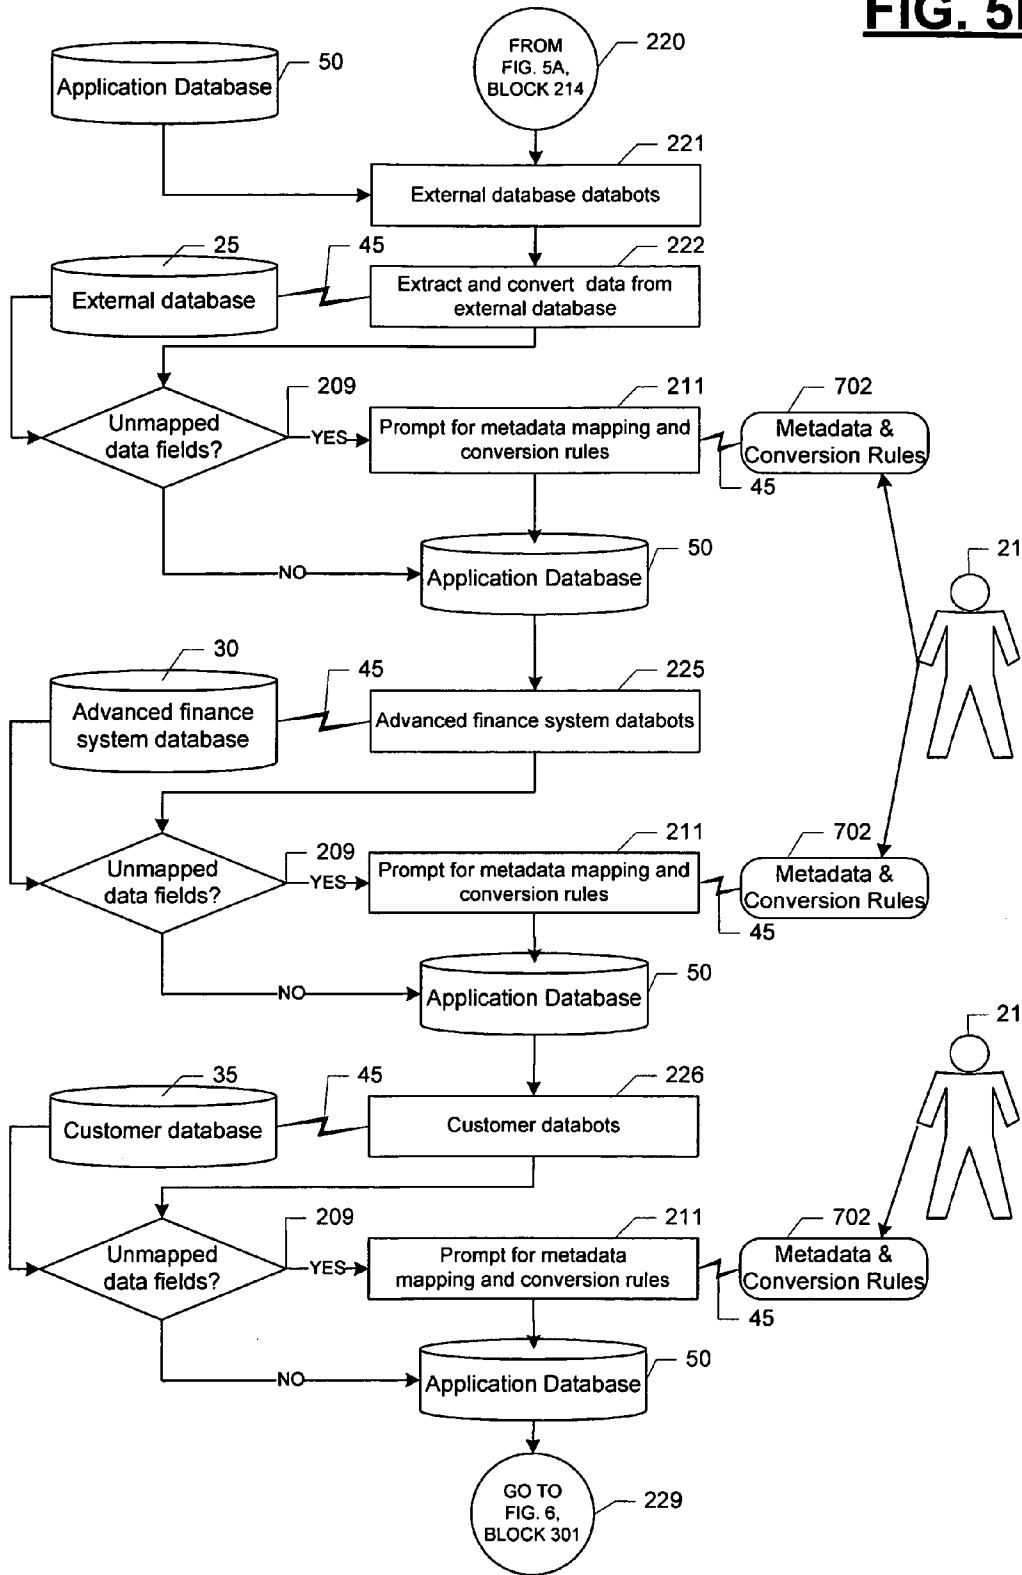 FIG. 5
50
Application Database
FROM
FIG. 5A,
BLOCK 214
220
221
External database databots
25
45
222
External database
Extract and convert data from
external database
209
211
702
Unmapped
data fields?
YES
Prompt for metadata mapping and
conversion rules
Metadata &
Conversion Rules
45
50
21
NO
Application Database
30
45
225
Advanced finance
system database
Advanced finance system databots
209
211
702
Unmapped
data fields?
YES
Prompt for metadata mapping and
conversion rules
Metadata &
Conversion Rules
45
50
NO
Application Database
21
35
45
226
Customer database
Customer databots
209
211
702
Unmapped
data fields?
YES
Prompt for metadata
mapping and conversion rules
Metadata &
Conversion Rules
45
50
NO
Application Database
GO TO
FIG. 6,
BLOCK 301
229